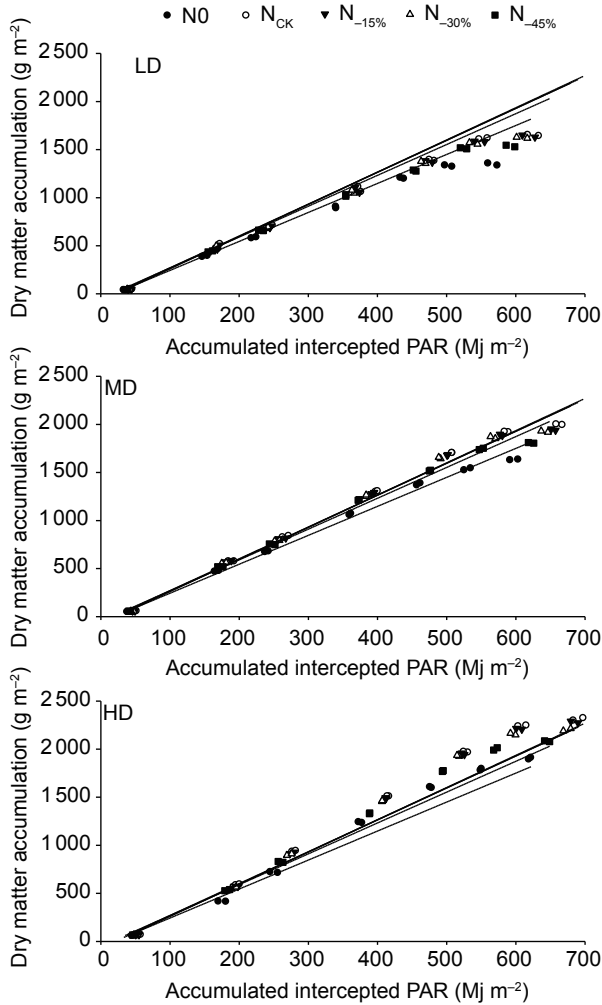 N0 N_CK N_–15% N_–30% N_–45%
LD
Dry matter accumulation (g m⁻²)
2 500
2 000
1 500
1 000
500
0
0 100 200 300 400 500 600 700
Accumulated intercepted PAR (Mj m⁻²)
MD
Dry matter accumulation (g m⁻²)
2 500
2 000
1 500
1 000
500
0
0 100 200 300 400 500 600 700
Accumulated intercepted PAR (Mj m⁻²)
HD
Dry matter accumulation (g m⁻²)
2 500
2 000
1 500
1 000
500
0
0 100 200 300 400 500 600 700
Accumulated intercepted PAR (Mj m⁻²)